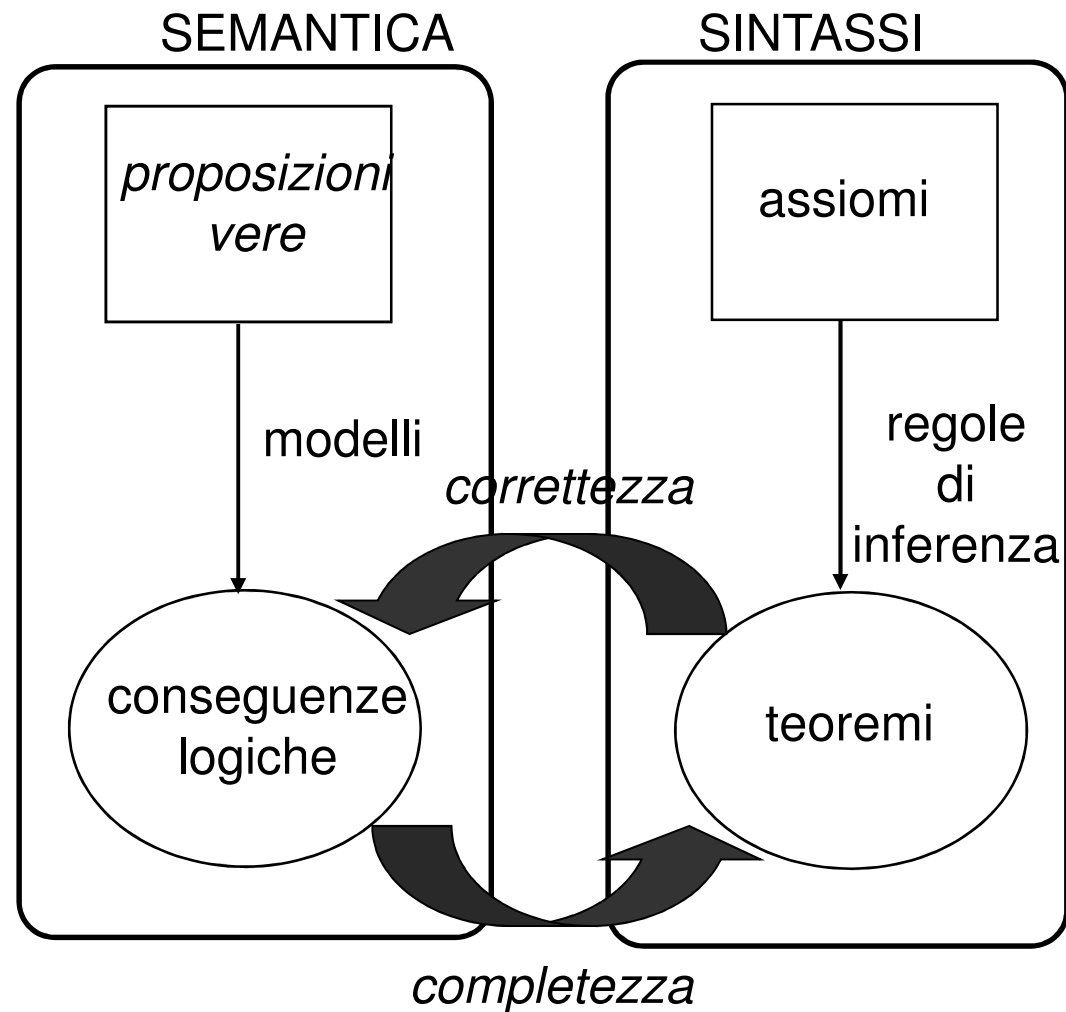 SEMANTICA
SINTASSI
proposizioni
vere
assiomi
modelli
regole
di
inferenza
correttezza
conseguenze
logiche
teoremi
completezza